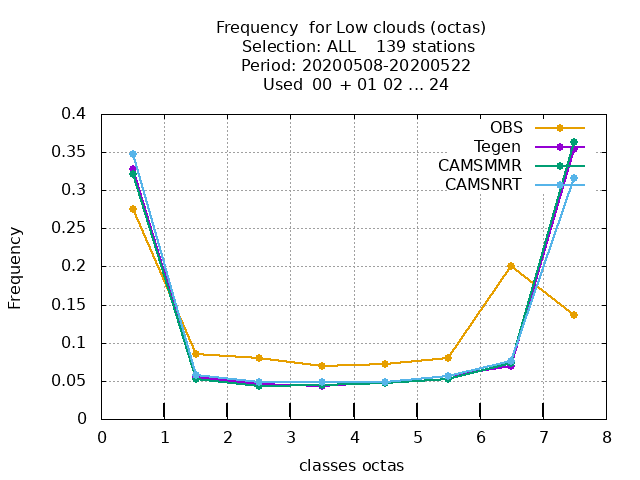 Frequency  for Low clouds (octas)
Selection: ALL    139 stations
Period: 20200508-20200522
Used  00 + 01 02 ... 24
0.4
0.35
0.3
0.25
0.2
0.15
0.1
0.05
0
Frequency
OBS
Tegen
CAMSMMR
CAMSNRT
0 1 2 3 4 5 6 7 8
classes octas